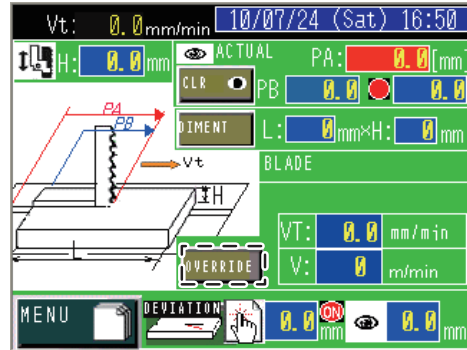 Vt: 0.0 mm/min 10/07/24 (Sat) 16:50
H: 0.0 mm ACTUAL PA: 0.0 [mm]
CLR PB 0.0 0.0
DIMENT L: 0 mm×H: 0 mm
PA
PB
Vt BLADE
H
VT: 0.0 mm/min
L OVERRIDE V: 0 m/min
MENU DEVIATION 0.0 mm ON 0.0 mm